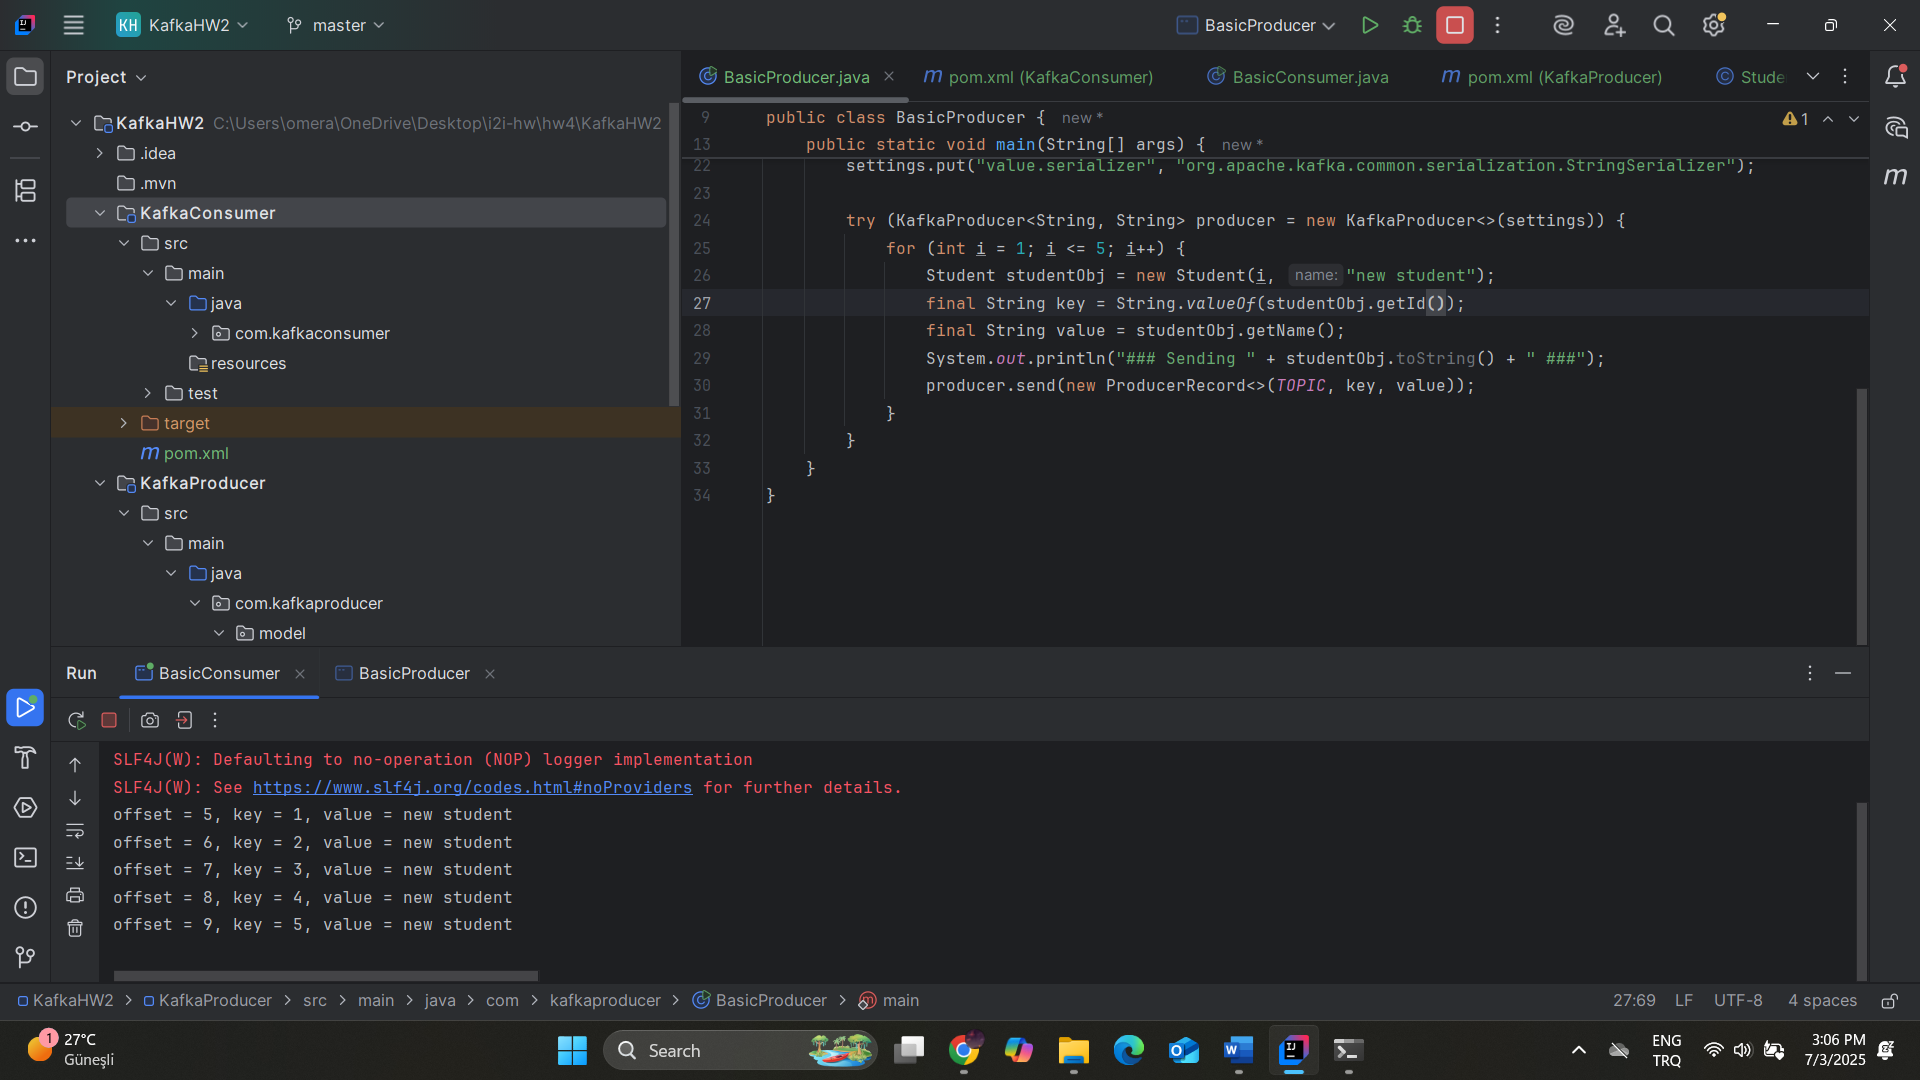 KH KafkaHW2 master BasicProducer
Project
KafkaHW2 C:\Users\omera\OneDrive\Desktop\i2i-hw\hw4\KafkaHW2
.idea
.mvn
KafkaConsumer
src
main
java
com.kafkaconsumer
resources
test
target
m pom.xml
KafkaProducer
src
main
java
com.kafkaproducer
model
BasicProducer.java m pom.xml (KafkaConsumer) BasicConsumer.java m pom.xml (KafkaProducer) Stude
9 public class BasicProducer { new *
1
13 public static void main(String[] args) { new *
22 settings.put("value.serializer", "org.apache.kafka.common.serialization.StringSerializer");
23
24 try (KafkaProducer<String, String> producer = new KafkaProducer<>(settings)) {
25 for (int i = 1; i <= 5; i++) {
26 Student studentObj = new Student(i, name: "new student");
27 final String key = String.valueOf(studentObj.getId());
28 final String value = studentObj.getName();
29 System.out.println("### Sending " + studentObj.toString() + " ###");
30 producer.send(new ProducerRecord<>(TOPIC, key, value));
31 }
32 }
33 }
34 }
m
Run BasicConsumer BasicProducer
SLF4J(W): Defaulting to no-operation (NOP) logger implementation
SLF4J(W): See https://www.slf4j.org/codes.html#noProviders for further details.
offset = 5, key = 1, value = new student
offset = 6, key = 2, value = new student
offset = 7, key = 3, value = new student
offset = 8, key = 4, value = new student
offset = 9, key = 5, value = new student
KafkaHW2 > KafkaProducer > src > main > java > com > kafkaproducer > BasicProducer > m main
27:69 LF UTF-8 4 spaces
1
27°C
Güneşli
Search
ENG
TRQ
3:06 PM
7/3/2025